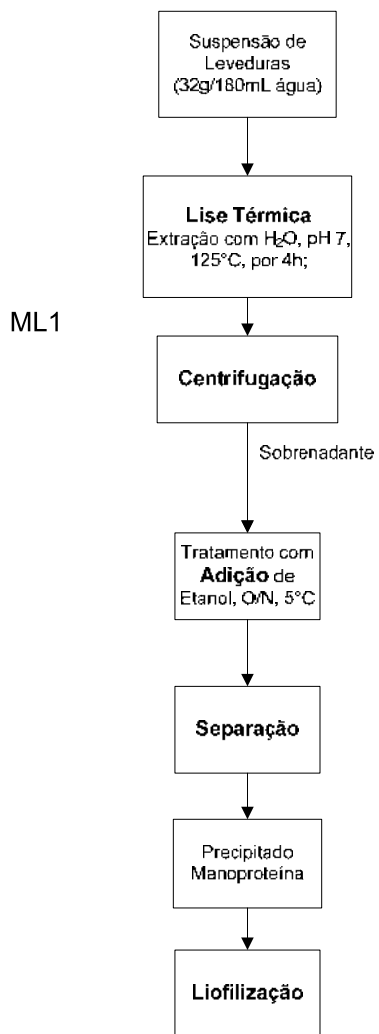 Suspensão de
Leveduras
(32g/180mL água)
Lise Térmica
Extração com H₂O, pH 7,
125°C, por 4h;
ML1
Centrifugação
Sobrenadante
Tratamento com
Adição de
Etanol, O/N, 5°C
Separação
Precipitado
Manoproteína
Liofilização